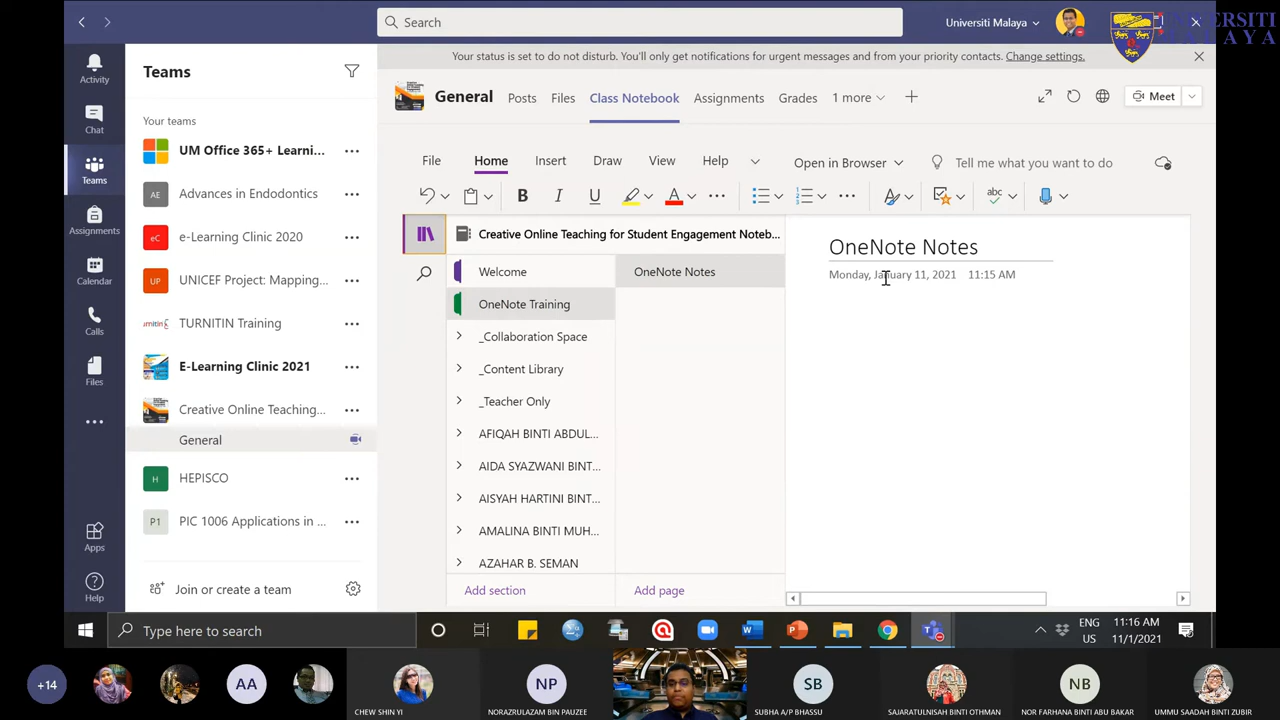 Search
Universiti Malaya
UNIVERSITI
MALAYA
Your status is set to do not disturb. You'll only get notifications for urgent messages and from your priority contacts. Change settings.
Activity
Chat
Teams
Assignments
Calendar
Calls
Files
Apps
Help
Teams
Your teams
UM Office 365+ Learni...
AE Advances in Endodontics
eC e-Learning Clinic 2020
UP UNICEF Project: Mapping...
TURNITIN Training
E-Learning Clinic 2021
Creative Online Teaching...
General
H HEPISCO
P1 PIC 1006 Applications in ...
Join or create a team
General Posts Files Class Notebook Assignments Grades 1 more Meet
File Home Insert Draw View Help Open in Browser Tell me what you want to do
B I U A abc
Creative Online Teaching for Student Engagement Noteb...
Welcome
OneNote Training
_Collaboration Space
_Content Library
_Teacher Only
AFIQAH BINTI ABDUL...
AIDA SYAZWANI BINT...
AISYAH HARTINI BINT...
AMALINA BINTI MUH...
AZAHAR B. SEMAN
Add section
OneNote Notes
Add page
OneNote Notes
Monday, January 11, 2021 11:15 AM
Type here to search
ENG
US
11:16 AM
11/1/2021
+14
AA
CHEW SHIN YI
NP
NORAZRULAZAM BIN PAUZEE
SB
SUBHA A/P BHASSU
SAJARATULNISAH BINTI OTHMAN
NB
NOR FARHANA BINTI ABU BAKAR
UMMU SAADAH BINTI ZUBIR